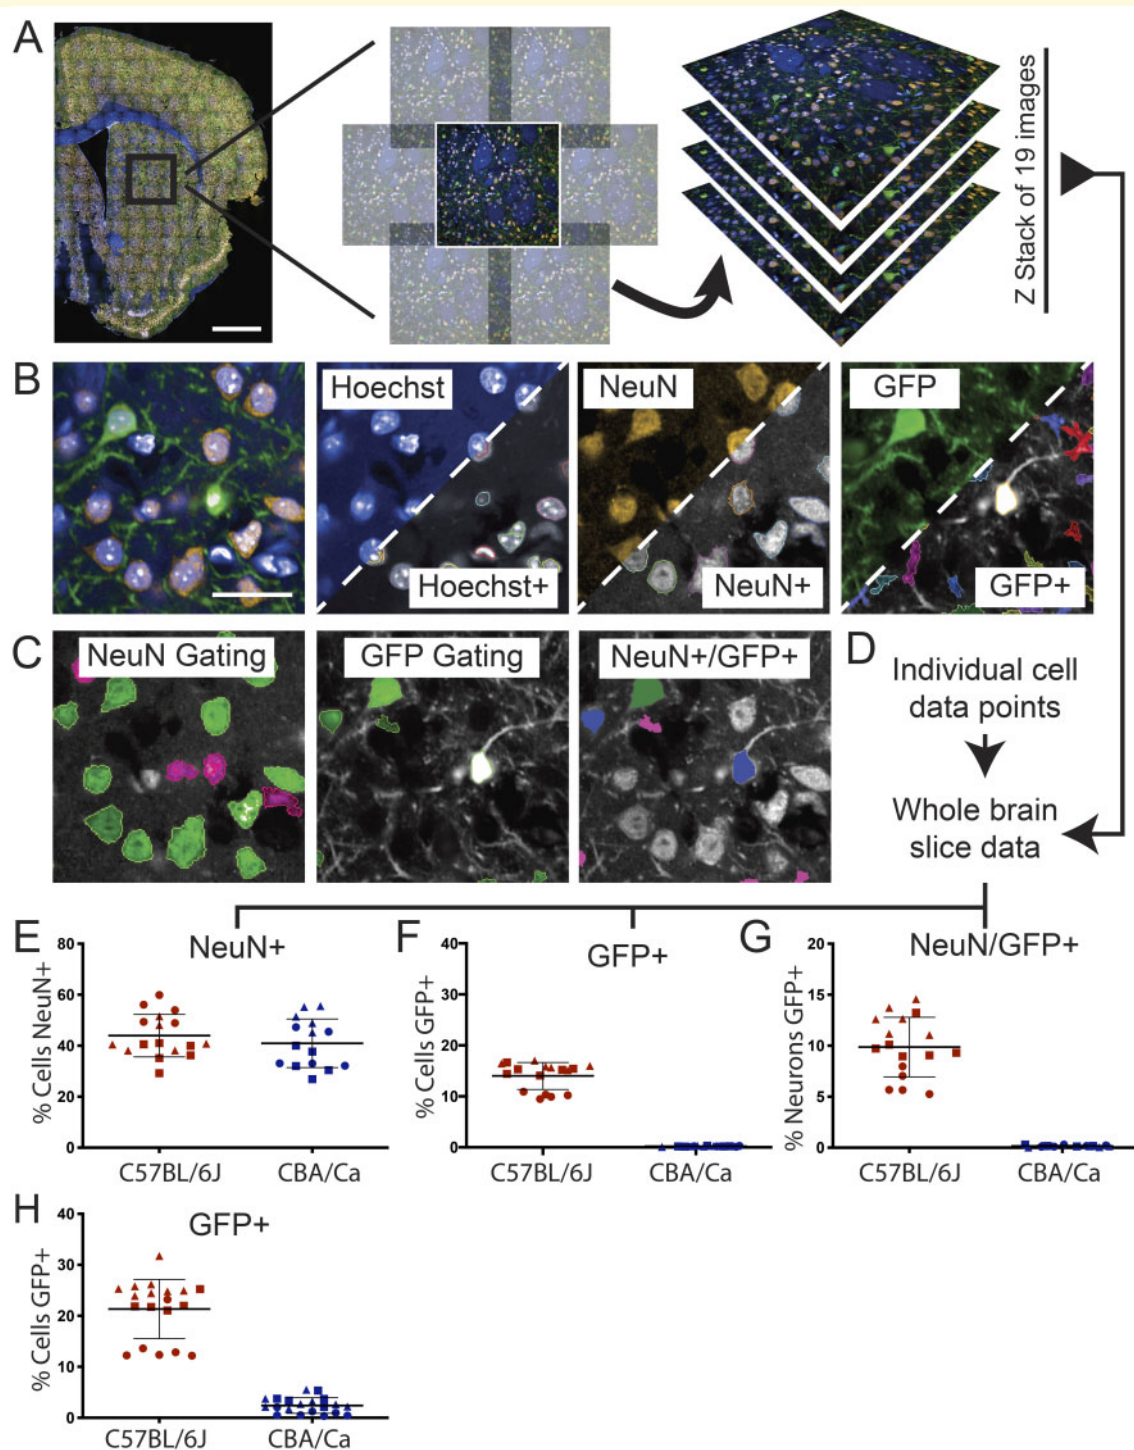 A
Z Stack of 19 images
B
Hoechst
Hoechst+
NeuN
NeuN+
GFP
GFP+
C
NeuN Gating
GFP Gating
NeuN+/GFP+
D
Individual cell
data points
Whole brain
slice data
E
NeuN+
% Cells NeuN+
80
60
40
20
0
C57BL/6J
CBA/Ca
F
GFP+
% Cells GFP+
40
30
20
10
0
C57BL/6J
CBA/Ca
G
NeuN/GFP+
% Neurons GFP+
20
15
10
5
0
C57BL/6J
CBA/Ca
H
GFP+
% Cells GFP+
40
30
20
10
0
C57BL/6J
CBA/Ca